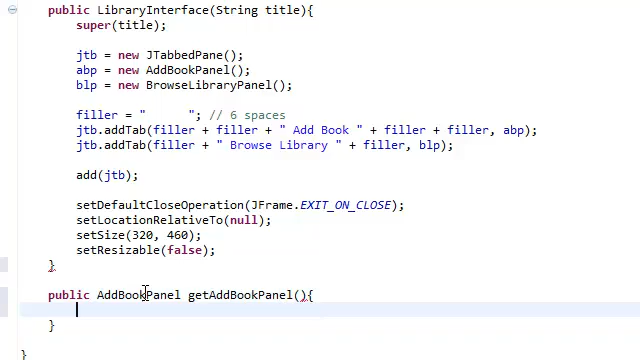 public LibraryInterface(String title){
super(title);
jtb = new JTabbedPane();
abp = new AddBookPanel();
blp = new BrowseLibraryPanel();
filler = "      "; // 6 spaces
jtb.addTab(filler + filler + " Add Book " + filler + filler, abp);
jtb.addTab(filler + " Browse Library " + filler, blp);
add(jtb);
setDefaultCloseOperation(JFrame.EXIT_ON_CLOSE);
setLocationRelativeTo(null);
setSize(320, 460);
setResizable(false);
}
public AddBookPanel getAddBookPanel(){
}
}